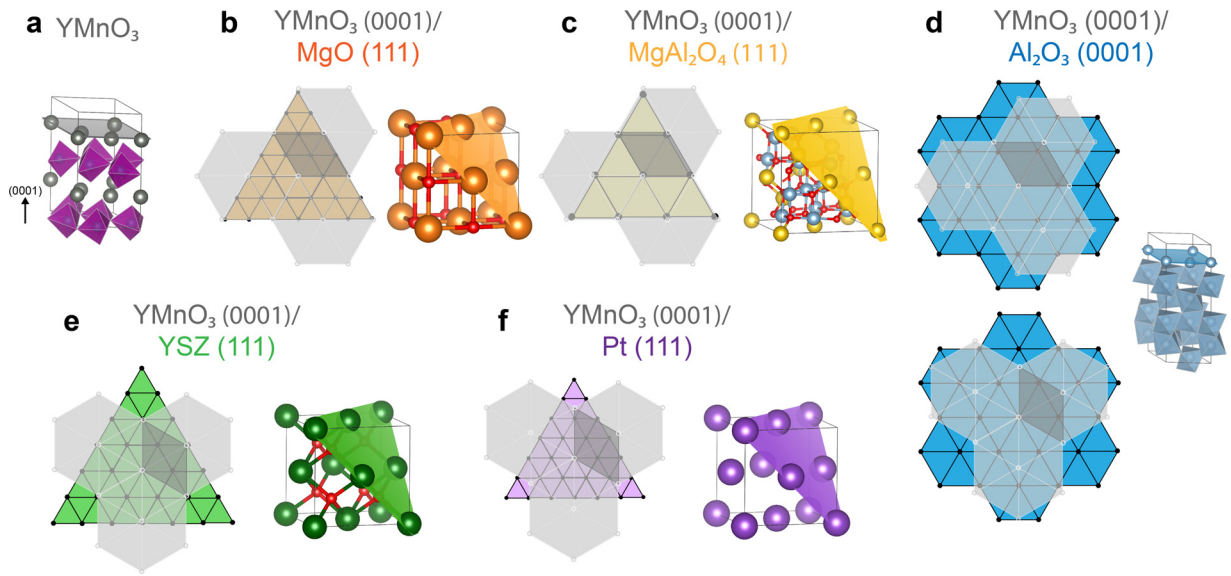 a YMnO₃
(0001)
b YMnO₃ (0001)/
MgO (111)
c YMnO₃ (0001)/
MgAl₂O₄ (111)
d YMnO₃ (0001)/
Al₂O₃ (0001)
e YMnO₃ (0001)/
YSZ (111)
f YMnO₃ (0001)/
Pt (111)